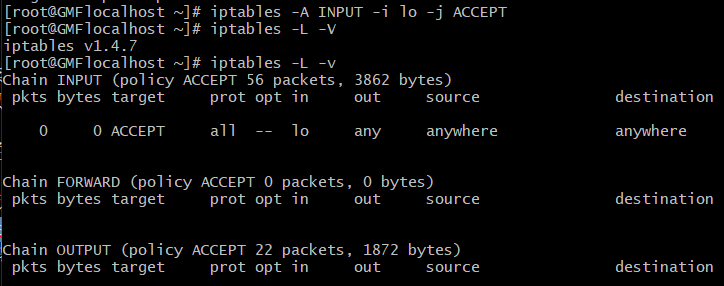 [root@GMFlocalhost ~]# iptables -A INPUT -i lo -j ACCEPT
[root@GMFlocalhost ~]# iptables -L -V
iptables v1.4.7
[root@GMFlocalhost ~]# iptables -L -v
Chain INPUT (policy ACCEPT 56 packets, 3862 bytes)
pkts bytes target prot opt in out source destination
0 0 ACCEPT all -- lo any anywhere anywhere
Chain FORWARD (policy ACCEPT 0 packets, 0 bytes)
pkts bytes target prot opt in out source destination
Chain OUTPUT (policy ACCEPT 22 packets, 1872 bytes)
pkts bytes target prot opt in out source destination